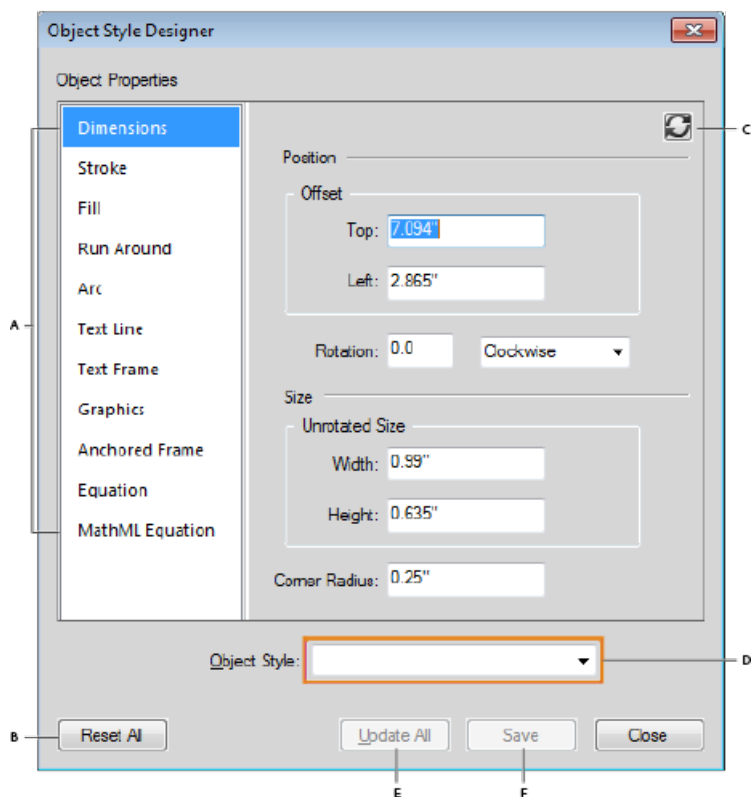 Object Style Designer
Object Properties
Dimensions
Stroke
Fill
Run Around
Arc
Text Line
Text Frame
Graphics
Anchored Frame
Equation
MathML Equation
A
C
Position
Offset
Top: 7.094"
Left: 2.865"
Rotation: 0.0 Clockwise
Size
Unrotated Size
Width: 0.99"
Height: 0.635"
Corner Radius: 0.25"
Object Style:
D
B
Reset All
Update All
Save
Close
E
F